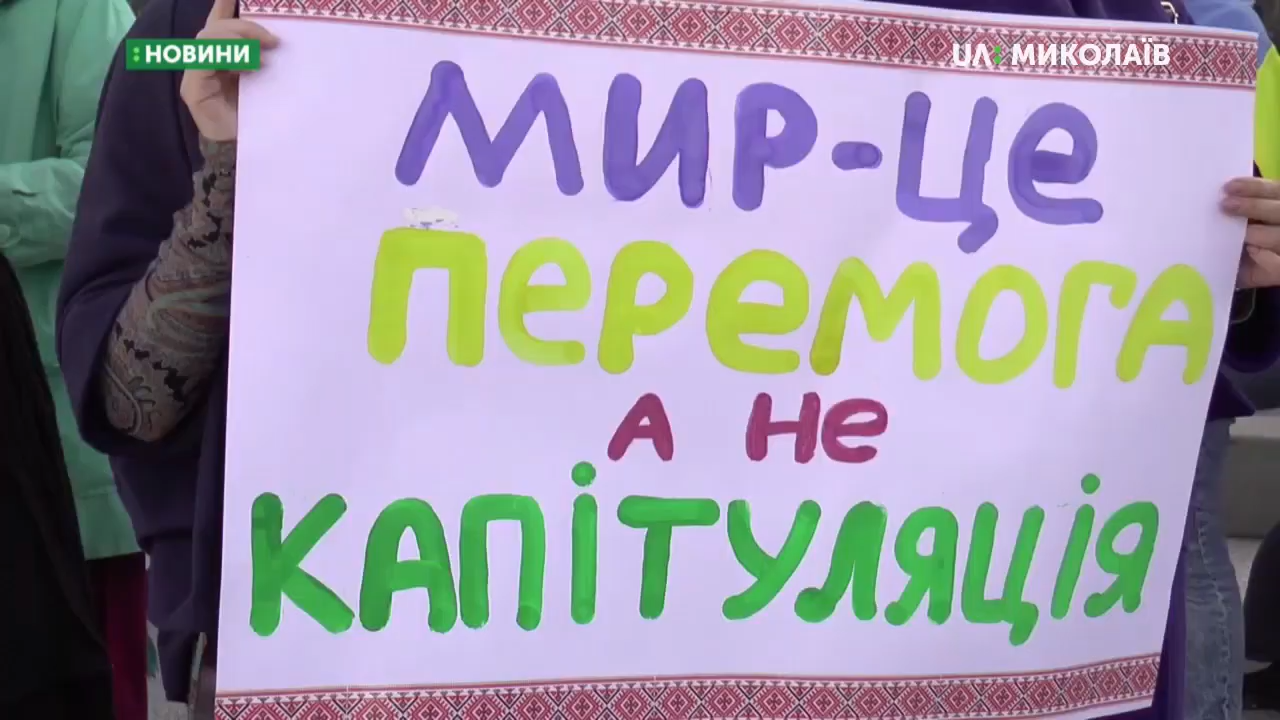 :НОВИНИ
UA: МИКОЛАЇВ
МИР-ЦЕ
ПЕРЕМОГА
А НЕ
КАПІТУЛЯЦІЯ